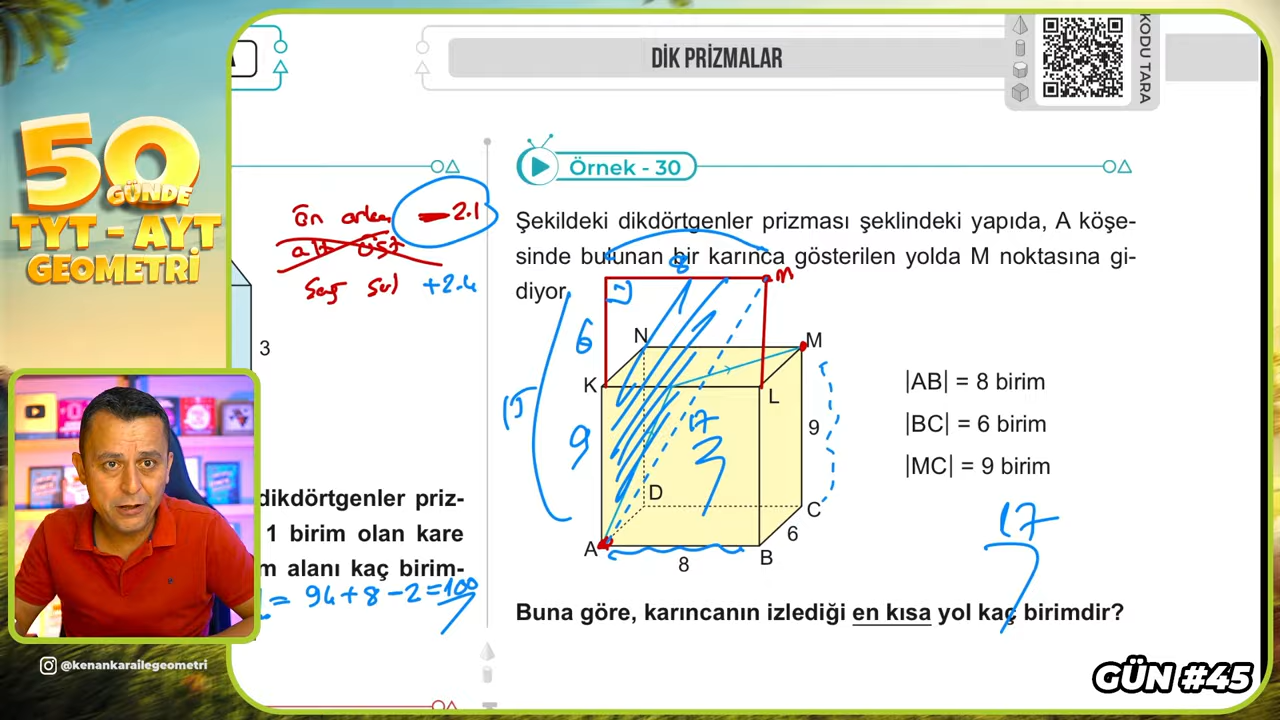 50
GÜNDE
TYT - AYT
GEOMETRİ
DİK PRİZMALAR
KODU TARA
Ön arka — 2.1
alt üst
Sağ Sol +2.4
3
dikdörtgenler priz-
1 birim olan kare
m alanı kaç birim-
= 94+8-2=100
Örnek - 30
Şekildeki dikdörtgenler prizması şeklindeki yapıda, A köşe-
sinde bulunan bir karınca gösterilen yolda M noktasına gi-
diyor.
8
M
6
15
9
17
N
M
K
L
9
D
C
6
A
8
B
|AB| = 8 birim
|BC| = 6 birim
|MC| = 9 birim
17
Buna göre, karıncanın izlediği en kısa yol kaç birimdir?
@kenankarailegeometri
GÜN #45